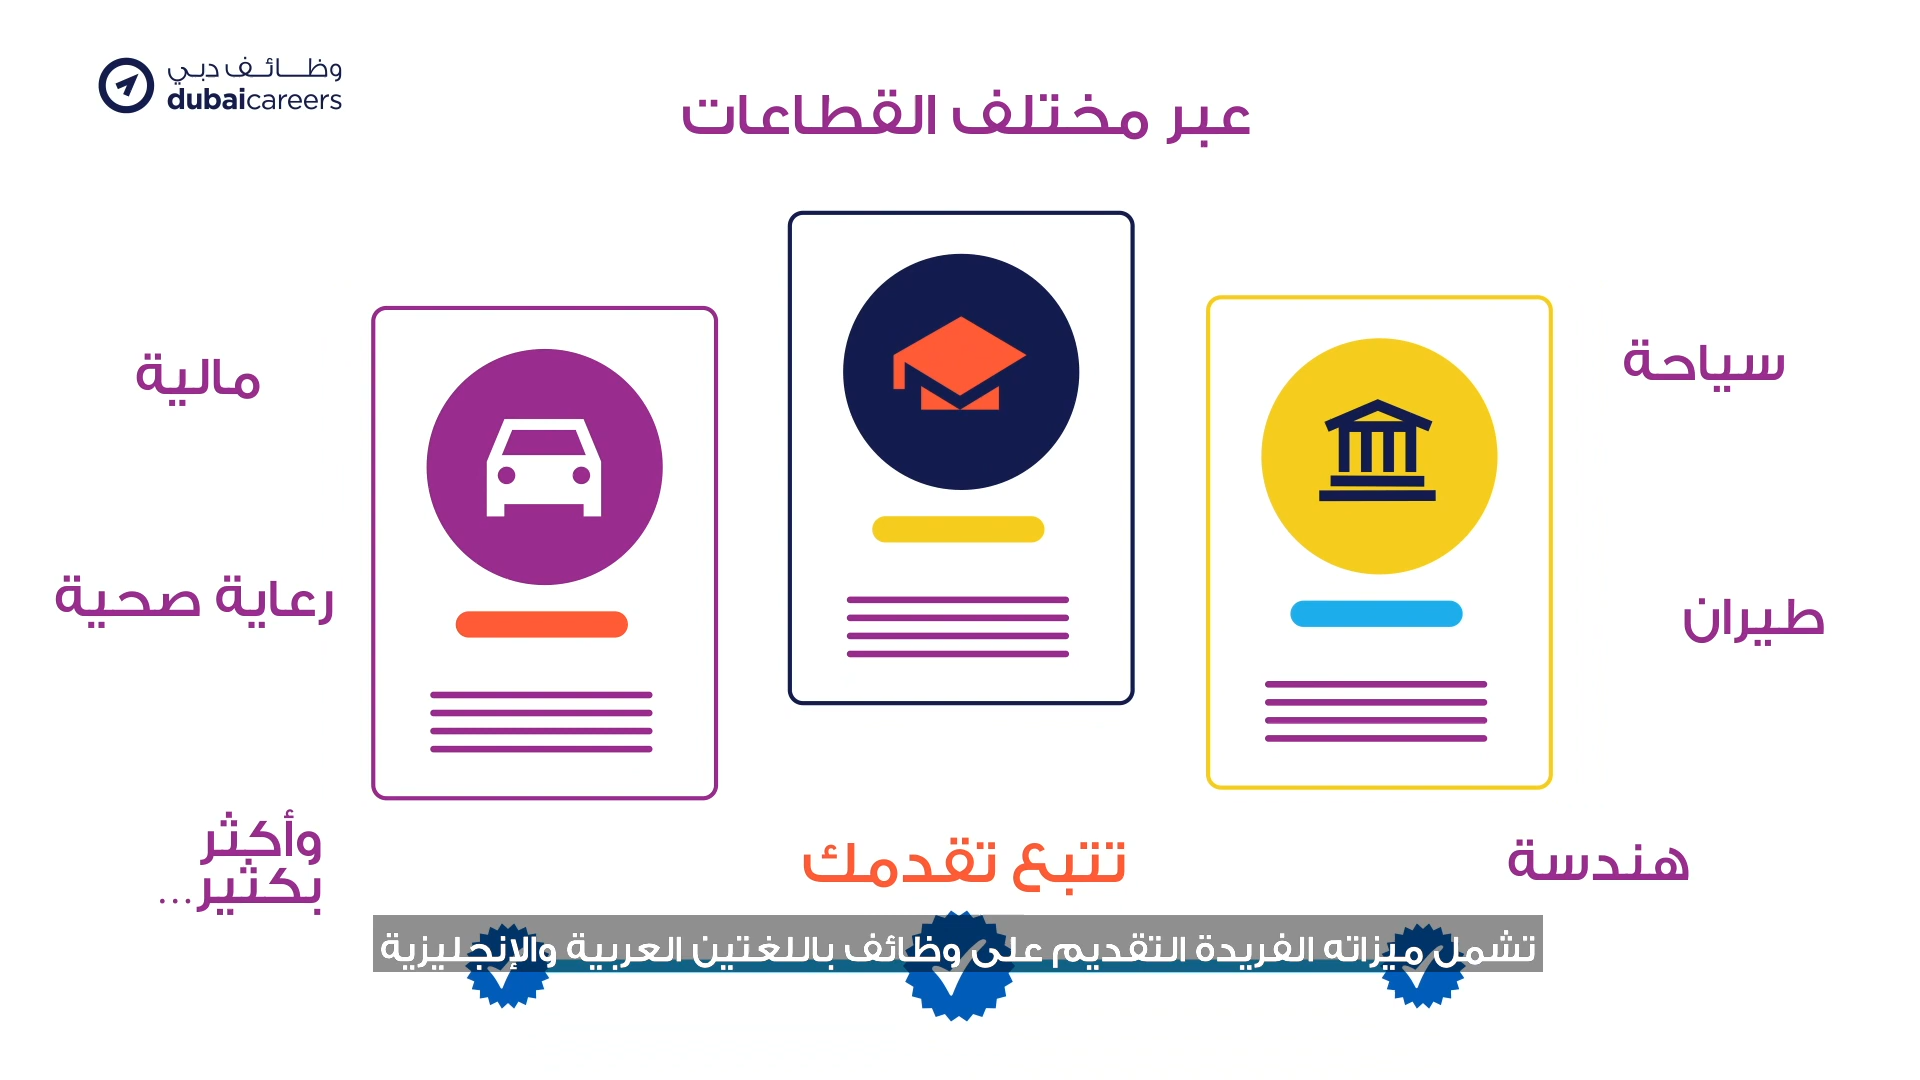 وظائف دبي
dubaicareers
عبر مختلف القطاعات
سياحة
مالية
طيران
رعاية صحية
هندسة
وأكثر
بكثير...
تتبع تقدمك
تشمل ميزاته الفريدة التقديم على وظائف باللغتين العربية والإنجليزية